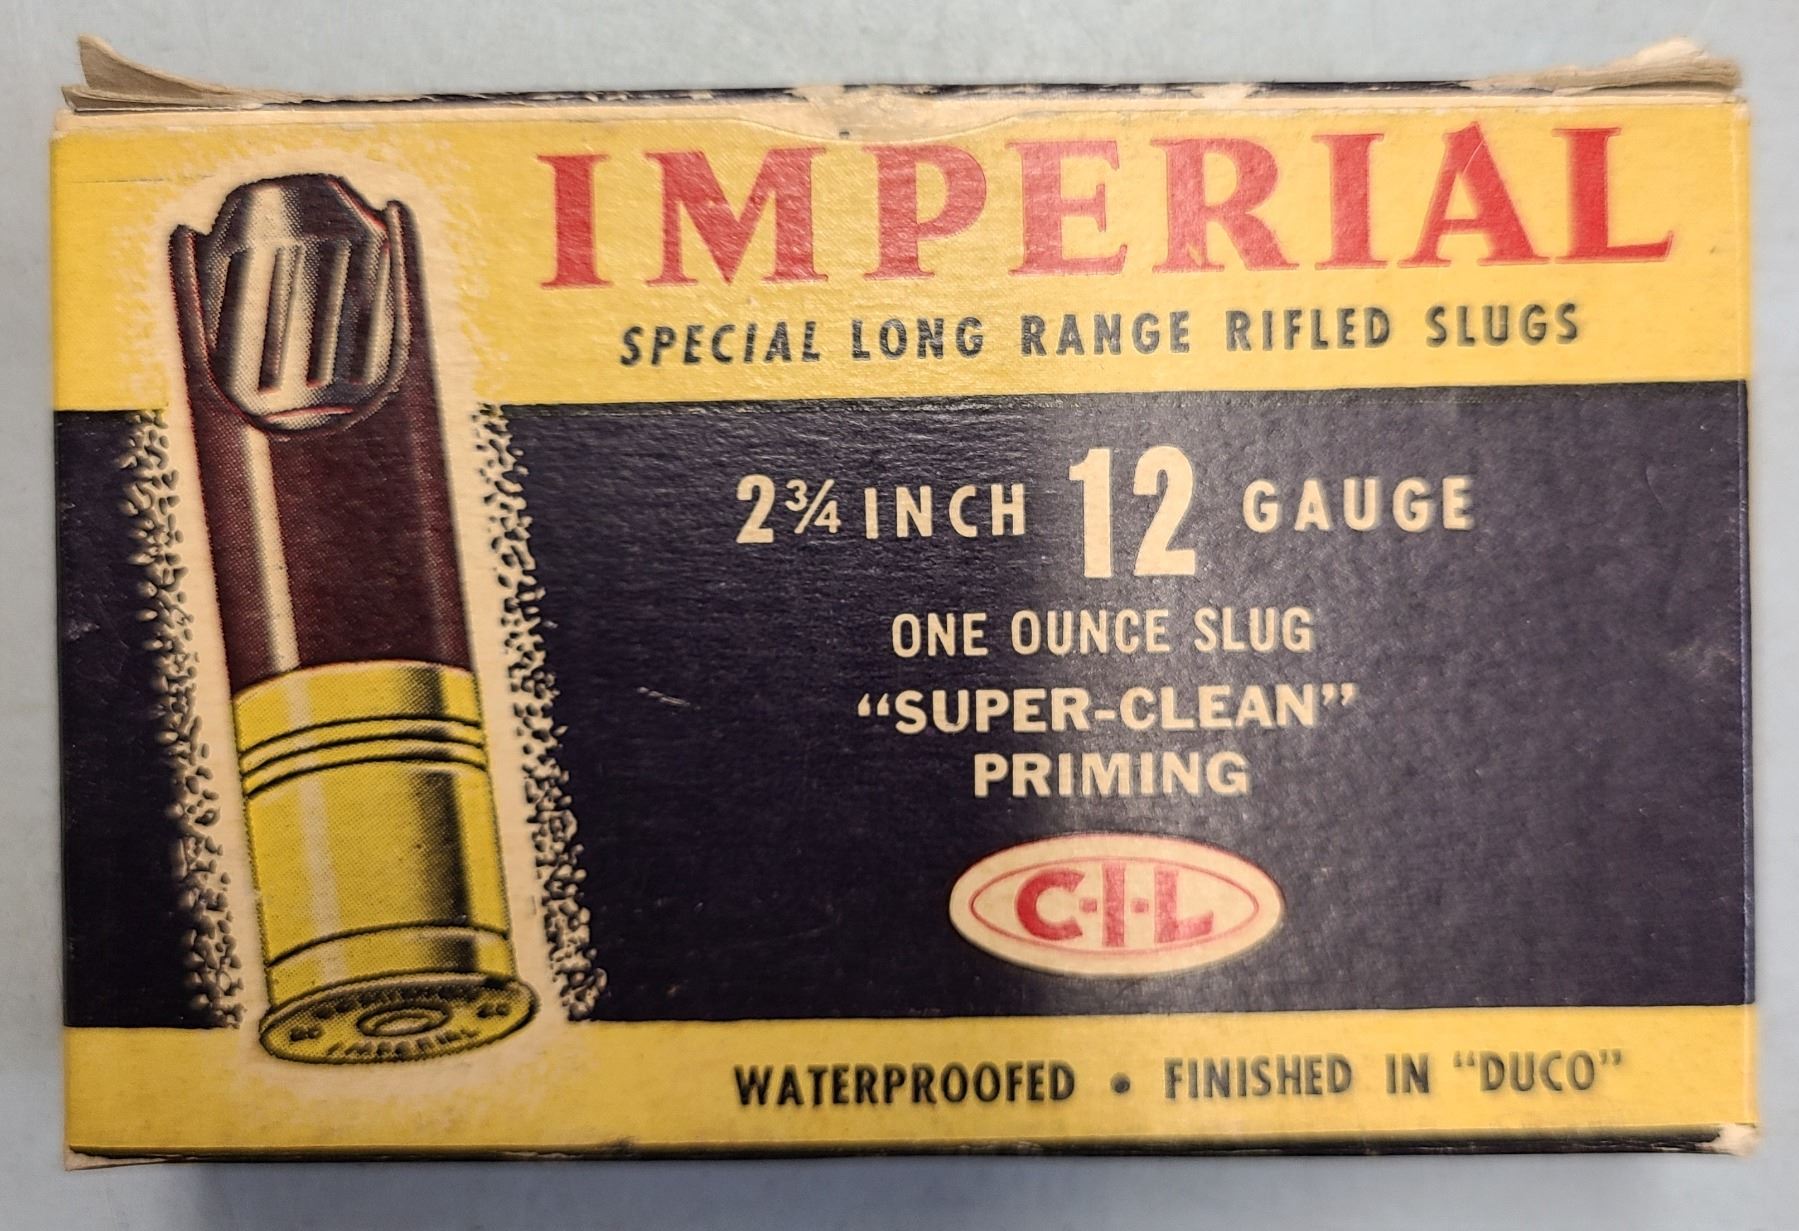 IMPERIAL
SPECIAL LONG RANGE RIFLED SLUGS
2¾ INCH 12 GAUGE
ONE OUNCE SLUG
“SUPER-CLEAN”
PRIMING
C-I-L
IMPERIAL
WATERPROOFED • FINISHED IN “DUCO”